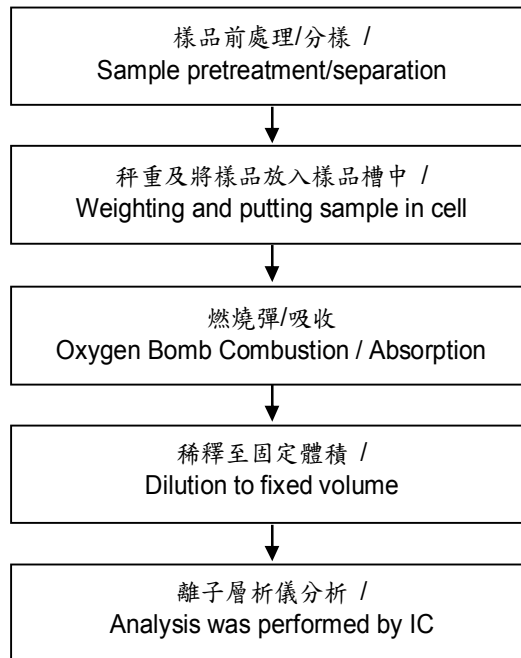 樣品前處理/分樣 /
Sample pretreatment/separation
秤重及將樣品放入樣品槽中 /
Weighting and putting sample in cell
燃燒彈/吸收
Oxygen Bomb Combustion / Absorption
稀釋至固定體積 /
Dilution to fixed volume
離子層析儀分析 /
Analysis was performed by IC